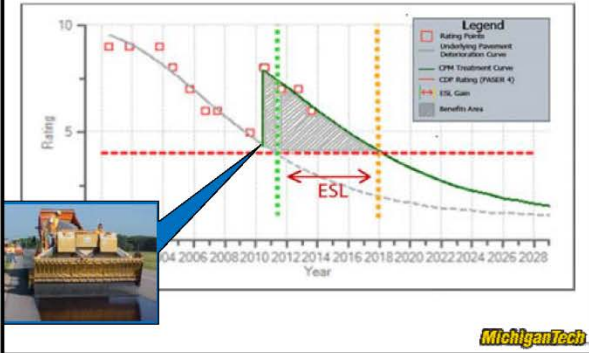 10
5
Rating
Legend
Rating Points
Underlying Pavement
Deterioration Curve
CPM Treatment Curve
CDP Rating (PASER 4)
ESL Gain
Benefits Area
ESL
04 2006 2008 2010 2012 2014 2016 2018 2020 2022 2024 2026 2028
Year
MichiganTech